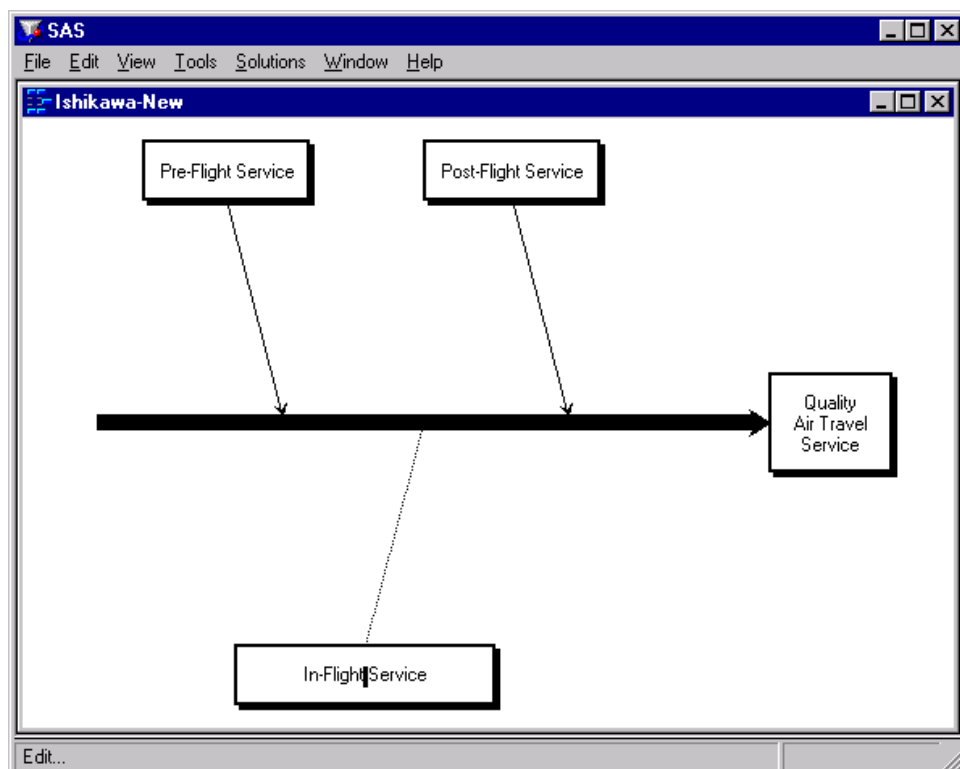 SAS
File Edit View Tools Solutions Window Help
Ishikawa-New
Pre-Flight Service
Post-Flight Service
Quality
Air Travel
Service
In-Flight Service
Edit...